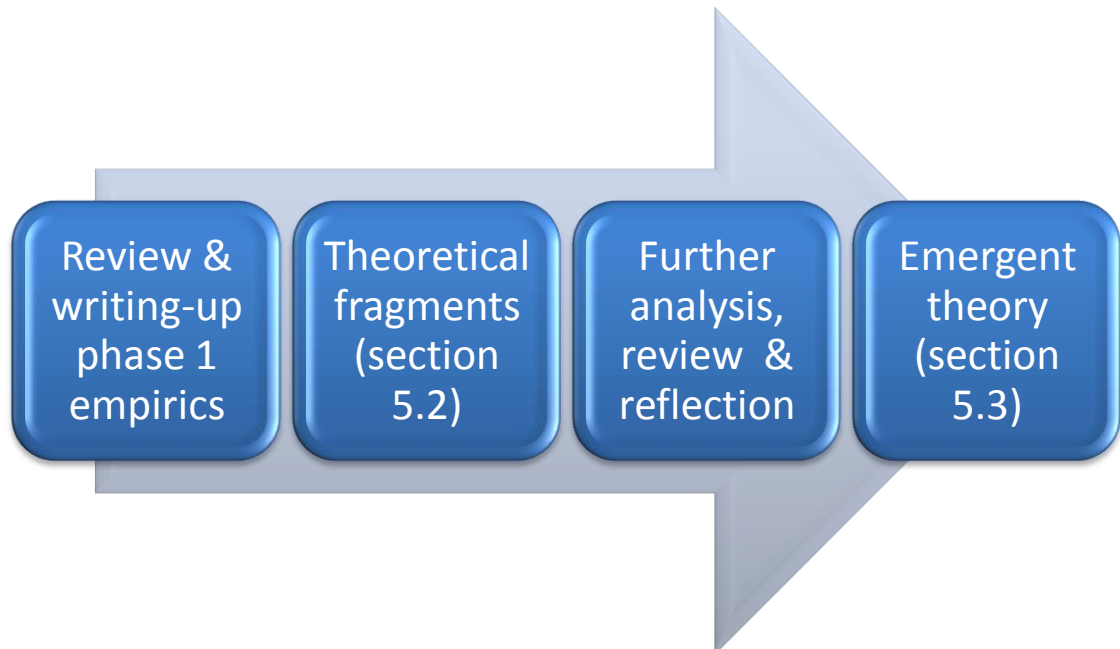 Review &
writing-up
phase 1
empirics
Theoretical
fragments
(section
5.2)
Further
analysis,
review &
reflection
Emergent
theory
(section
5.3)